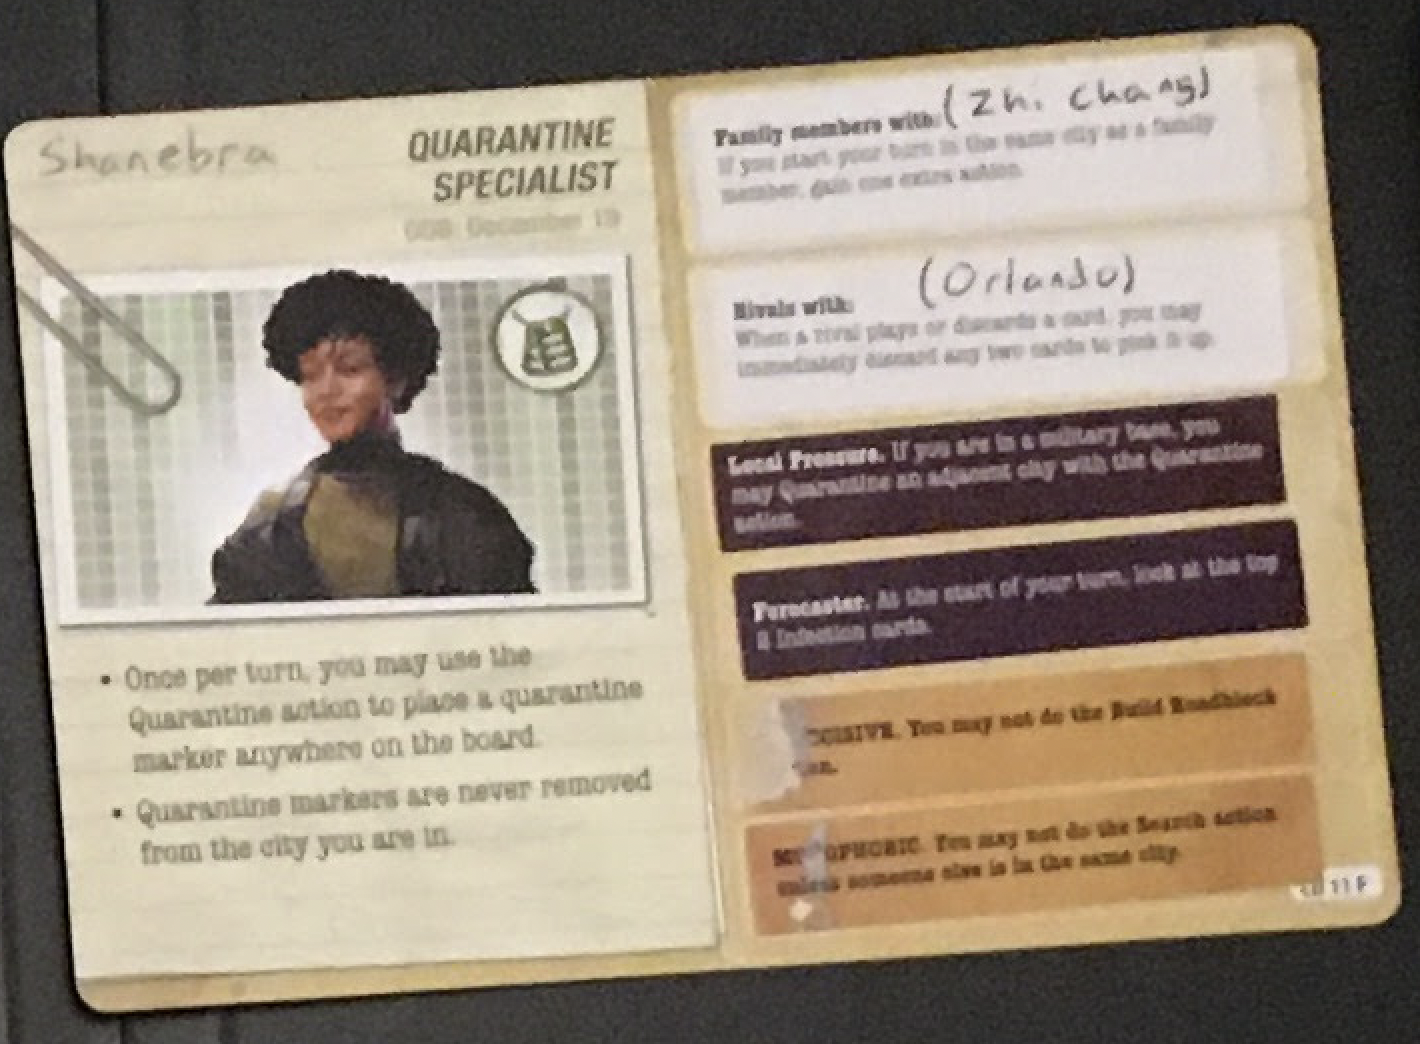 Shanebra
QUARANTINE
SPECIALIST
DOB: December 19
• Once per turn, you may use the
Quarantine action to place a quarantine
marker anywhere on the board.
• Quarantine markers are never removed
from the city you are in.
Family members with: (Zh. Chang)
If you start your turn in the same city as a family
member, gain one extra action.
Rivals with: (Orlando)
When a rival plays or discards a card, you may
immediately discard any two cards to pick it up.
Local Pressure. If you are in a military base, you
may Quarantine an adjacent city with the Quarantine
action.
Forecaster. At the start of your turn, look at the top
2 Infection cards.
You may not do the Build Roadblock
You may not do the Search action
unless someone else is in the same city.
11 F